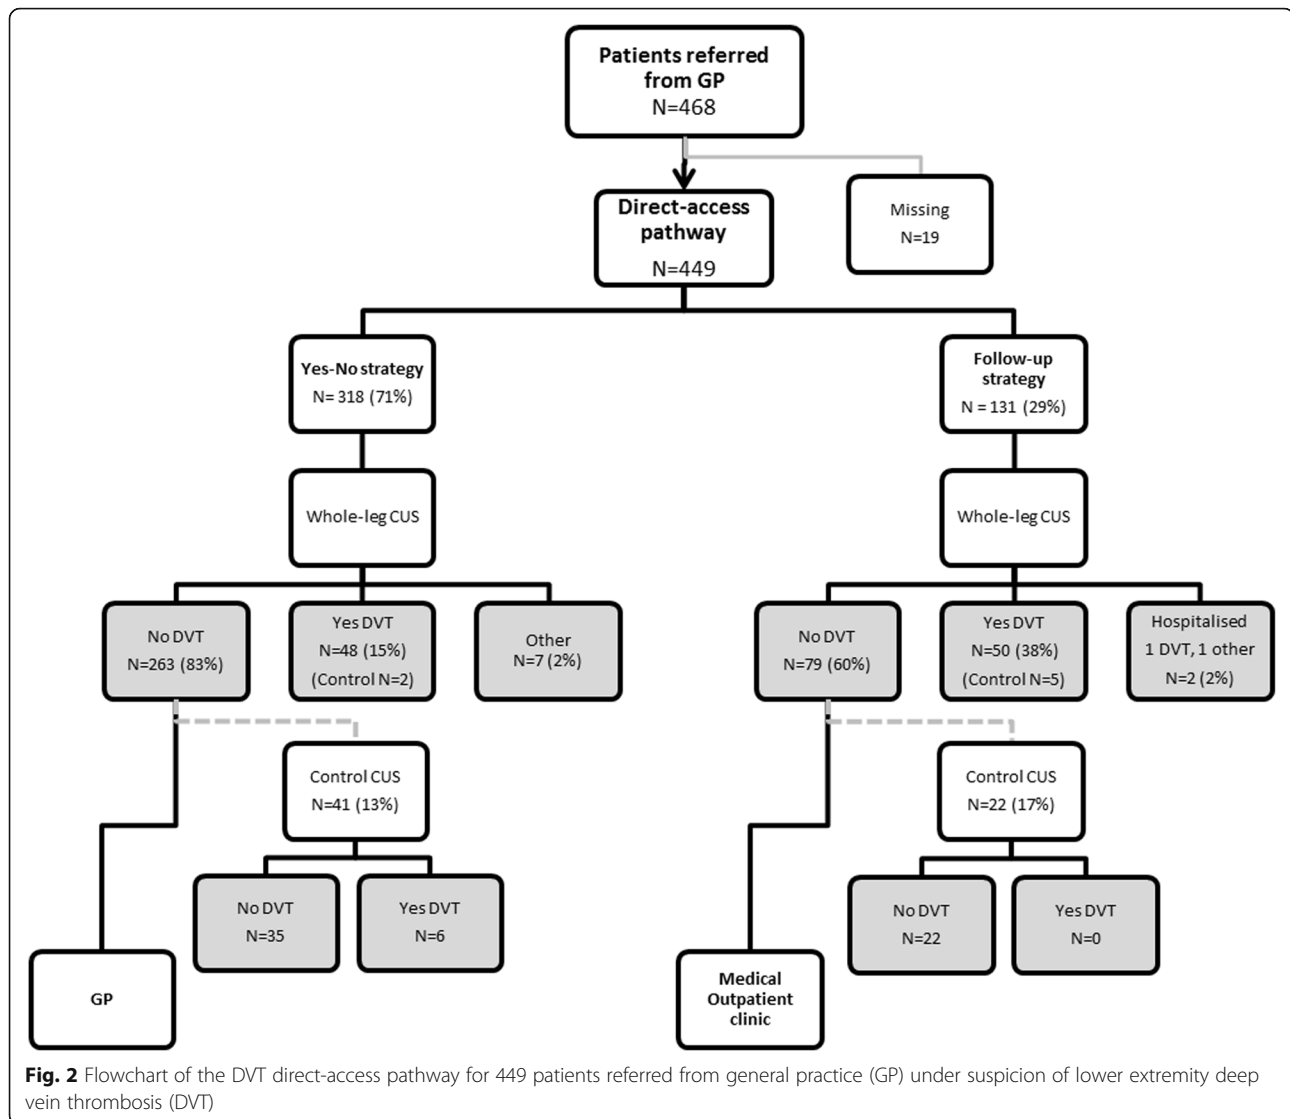 Patients referred
from GP
N=468
Missing
N=19
Direct-access
pathway
N=449
Yes-No strategy
N= 318 (71%)
Follow-up
strategy
N = 131 (29%)
Whole-leg CUS
Whole-leg CUS
No DVT
N=263 (83%)
Yes DVT
N=48 (15%)
(Control N=2)
Other
N=7 (2%)
No DVT
N=79 (60%)
Yes DVT
N=50 (38%)
(Control N=5)
Hospitalised
1 DVT, 1 other
N=2 (2%)
Control CUS
N=41 (13%)
Control CUS
N=22 (17%)
No DVT
N=35
Yes DVT
N=6
No DVT
N=22
Yes DVT
N=0
GP
Medical
Outpatient
clinic
Fig. 2 Flowchart of the DVT direct-access pathway for 449 patients referred from general practice (GP) under suspicion of lower extremity deep
vein thrombosis (DVT)